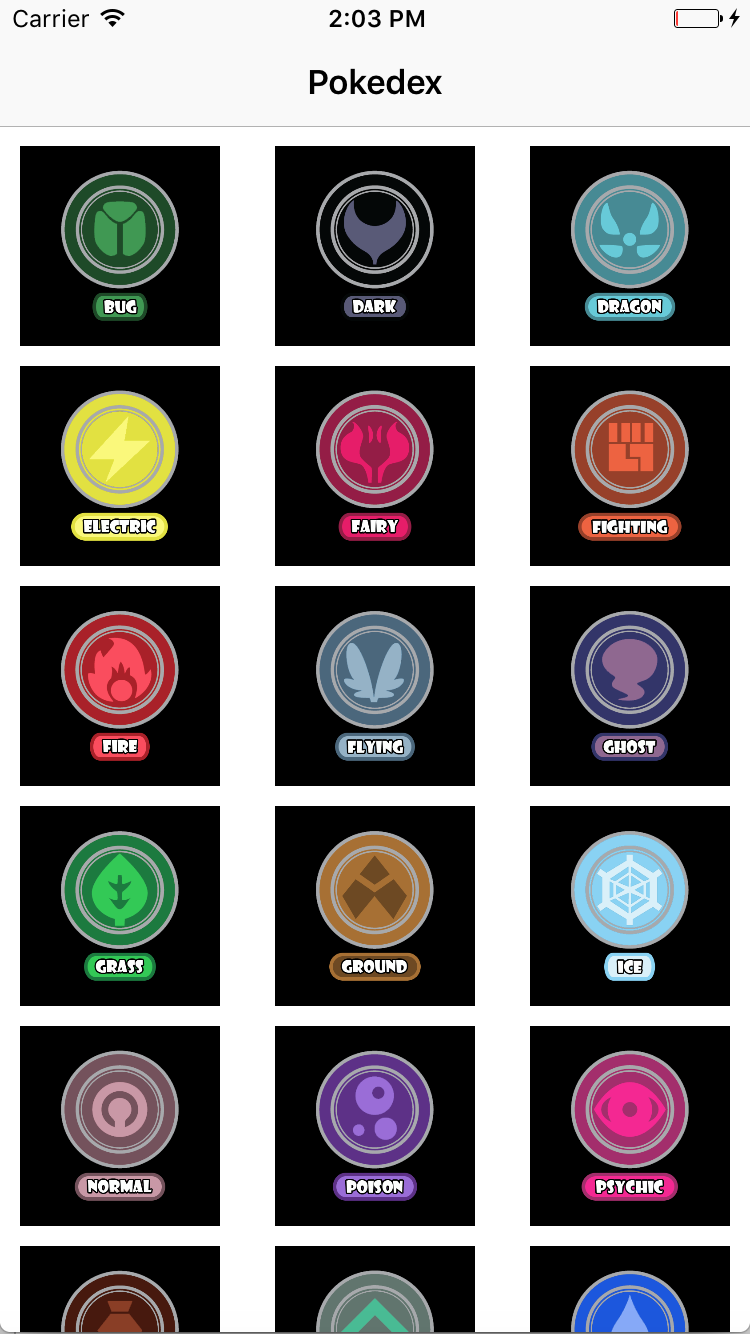 Carrier 2:03 PM
Pokedex
BUG DARK DRAGON
ELECTRIC FAIRY FIGHTING
FIRE FLYING GHOST
GRASS GROUND ICE
NORMAL POISON PSYCHIC